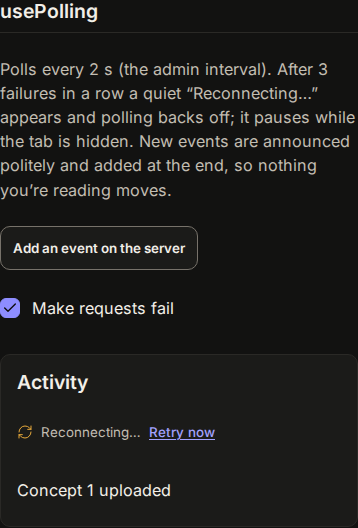 usePolling
Polls every 2 s (the admin interval). After 3
failures in a row a quiet “Reconnecting…”
appears and polling backs off; it pauses while
the tab is hidden. New events are announced
politely and added at the end, so nothing
you’re reading moves.
Add an event on the server
Make requests fail
Activity
Reconnecting… Retry now
Concept 1 uploaded